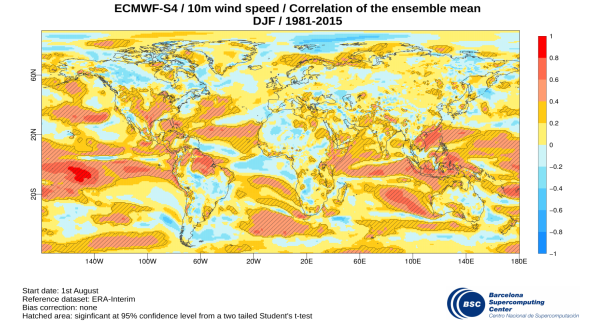 ECMWF-S4 / 10m wind speed / Correlation of the ensemble mean
DJF / 1981-2015
60N
20N
20S
140W
100W
60W
20W
20E
60E
100E
140E
180E
1
0.8
0.6
0.4
0.2
0
−0.2
−0.4
−0.6
−0.8
−1
Start date: 1st August
Reference dataset: ERA-Interim
Bias correction: none
Hatched area: siginficant at 95% confidence level from a two tailed Student's t-test
BSC
Barcelona
Supercomputing
Center
Centro Nacional de Supercomputación